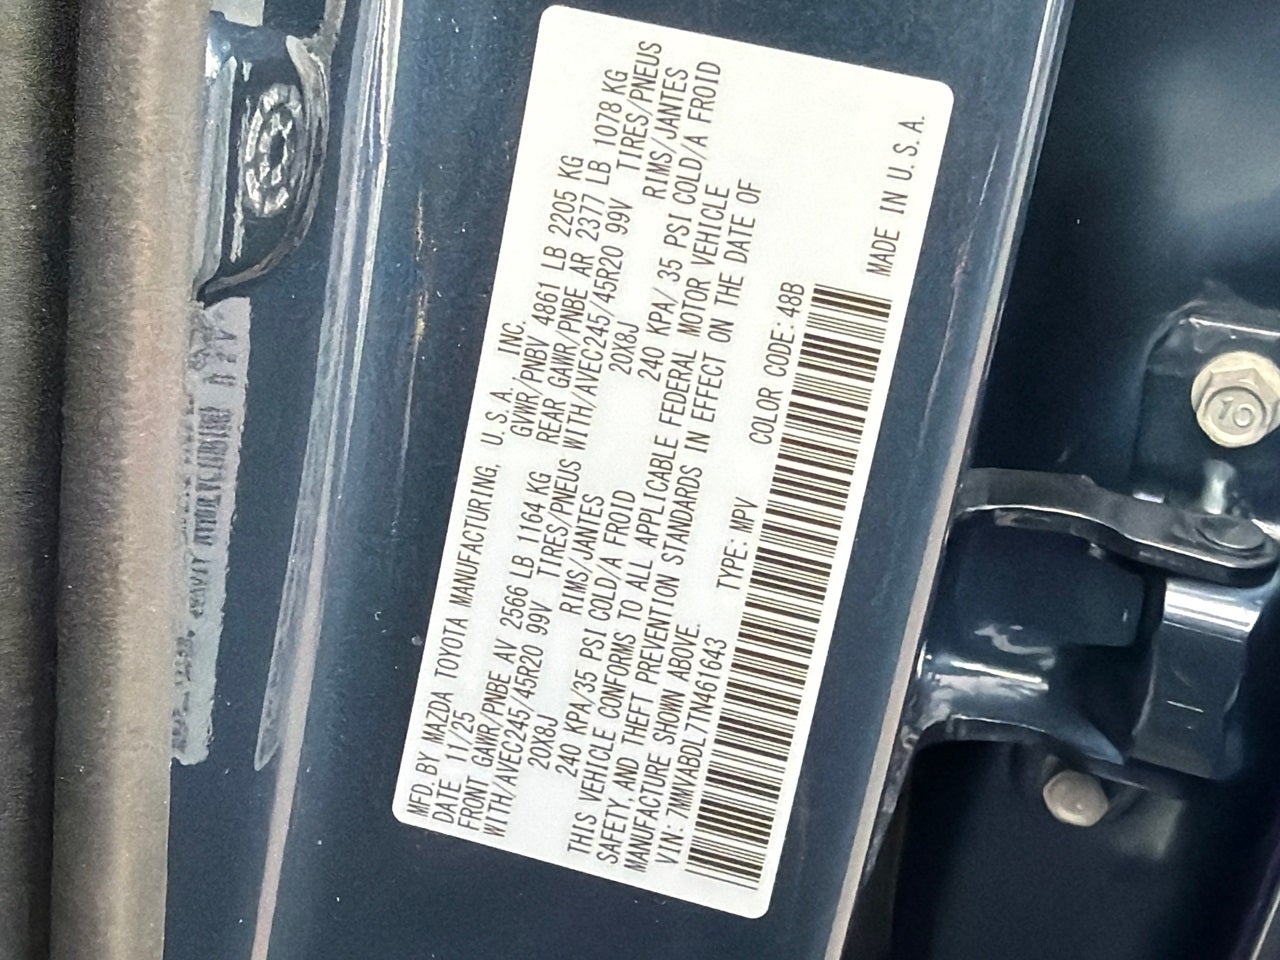 MFD. BY MAZDA TOYOTA MANUFACTURING, U.S.A., INC.
DATE 11/25 GVWR/PNBV 4861 LB 2205 KG
FRONT GAWR/PNBE AV 2566 LB 1164 KG REAR GAWR/PNBE AR 2377 LB 1078 KG
WITH/AVEC245/45R20 99V TIRES/PNEUS WITH/AVEC245/45R20 99V TIRES/PNEUS
20X8J RIMS/JANTES 20X8J RIMS/JANTES
240 KPA/35 PSI COLD/A FROID 240 KPA/ 35 PSI COLD/A FROID
THIS VEHICLE CONFORMS TO ALL APPLICABLE FEDERAL MOTOR VEHICLE
SAFETY, AND THEFT PREVENTION STANDARDS IN EFFECT ON THE DATE OF
MANUFACTURE SHOWN ABOVE.
VIN: 7MMVABDL7TN461643 TYPE: MPV COLOR CODE: 48B
MADE IN U.S.A.
10